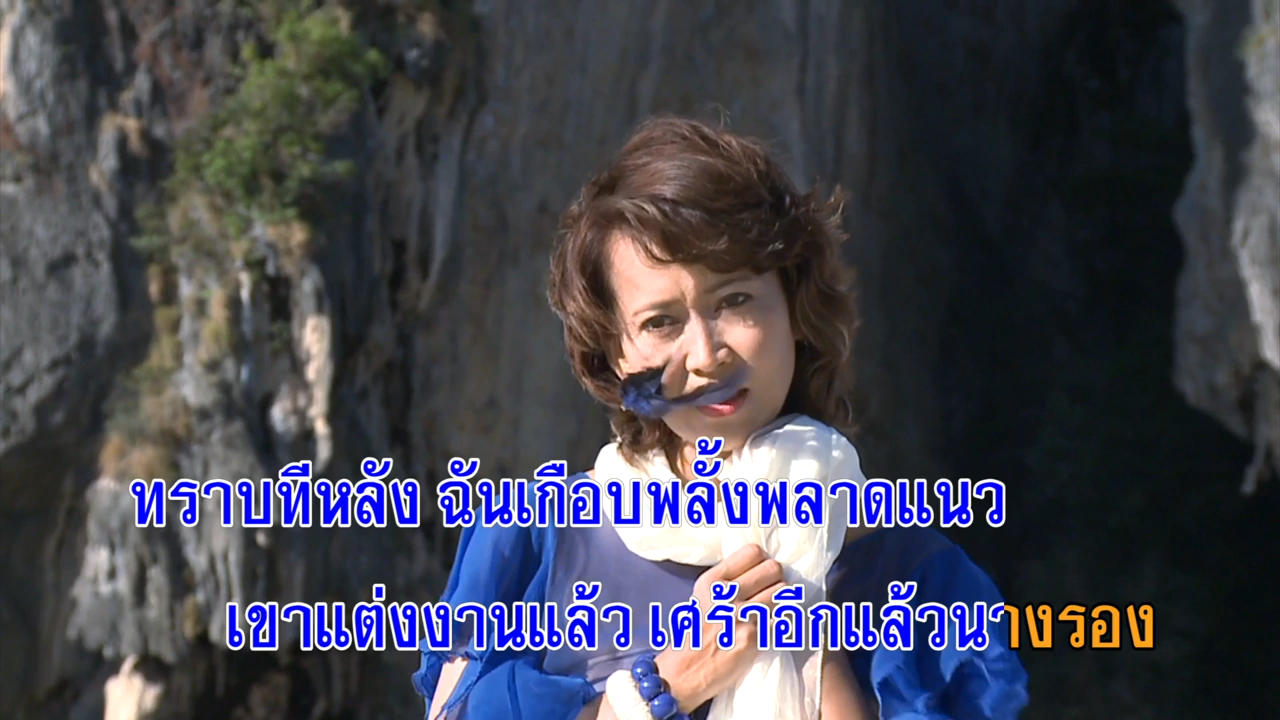 ทราบทีหลัง ฉันเกือบพลั้งพลาดแนว
เขาแต่งงานแล้ว เศร้าอีกแล้วนางรอง